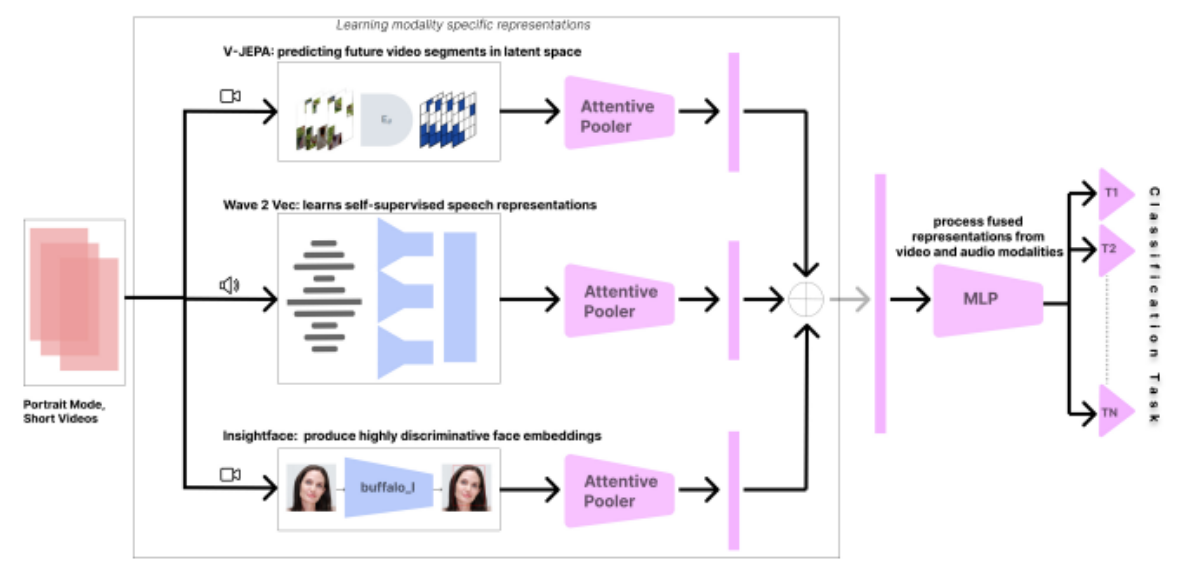 Learning modality specific representations
V-JEPA: predicting future video segments in latent space
Attentive
Pooler
Wave 2 Vec: learns self-supervised speech representations
Attentive
Pooler
Insightface: produce highly discriminative face embeddings
buffalo_l
Attentive
Pooler
Portrait Mode,
Short Videos
process fused
representations from
video and audio modalities
MLP
T1
T2
TN
Classification Task